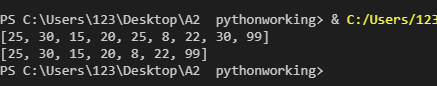 PS C:\Users\123\Desktop\A2  pythonworking> & C:/Users/123
[25, 30, 15, 20, 25, 8, 22, 30, 99]
[25, 30, 15, 20, 8, 22, 99]
PS C:\Users\123\Desktop\A2  pythonworking>